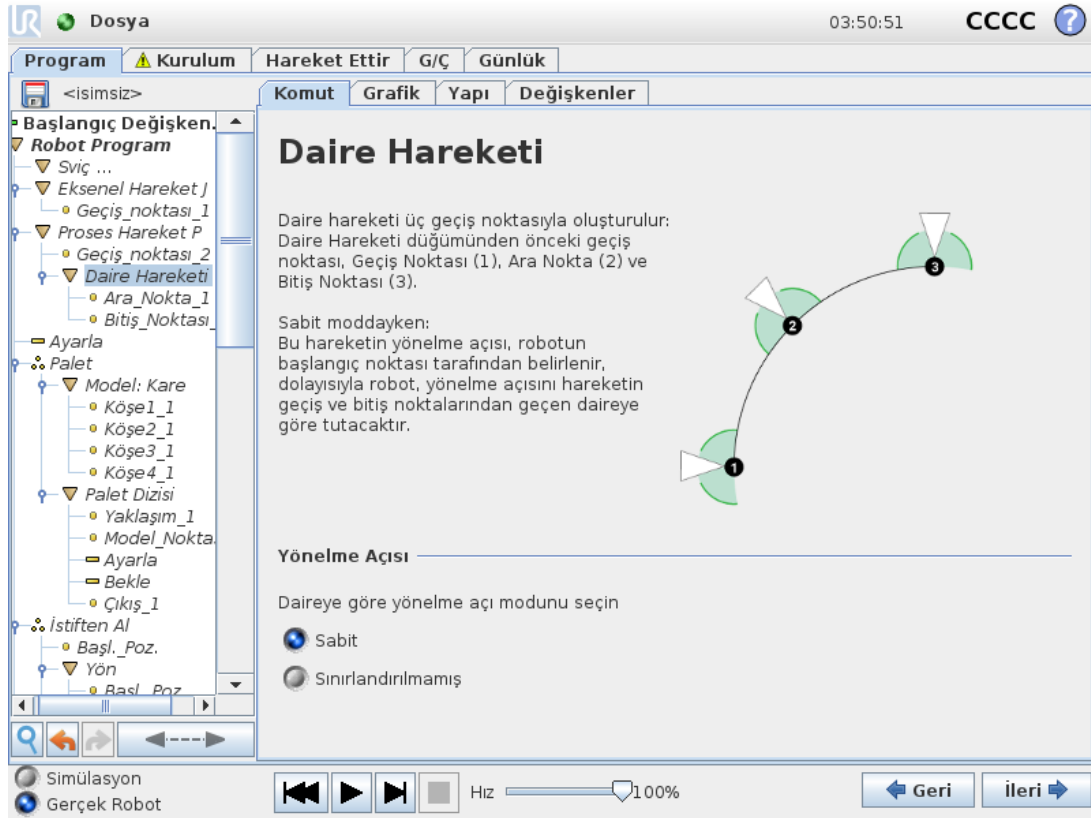 UR Dosya 03:50:51 CCCC ?
Program Kurulum Hareket Ettir G/Ç Günlük
<isimsiz> Komut Grafik Yapı Değişkenler
Başlangıç Değişken.
Robot Program
Sviç ...
Eksenel Hareket J
Geçiş_noktası_1
Proses Hareket P
Geçiş_noktası_2
Daire Hareketi
Ara_Nokta_1
Bitiş_Noktası_
Ayarla
Palet
Model: Kare
Köşe1_1
Köşe2_1
Köşe3_1
Köşe4_1
Palet Dizisi
Yaklaşım_1
Model_Nokta
Ayarla
Bekle
Çıkış_1
İstiften Al
Başl._Poz.
Yön
Başl._Poz
Daire Hareketi
Daire hareketi üç geçiş noktasıyla oluşturulur:
Daire Hareketi düğümünden önceki geçiş
noktası, Geçiş Noktası (1), Ara Nokta (2) ve
Bitiş Noktası (3).
Sabit moddayken:
Bu hareketin yönelme açısı, robotun
başlangıç noktası tarafından belirlenir,
dolayısıyla robot, yönelme açısını hareketin
geçiş ve bitiş noktalarından geçen daireye
göre tutacaktır.
3
2
1
Yönelme Açısı
Daireye göre yönelme açı modunu seçin
Sabit
Sınırlandırılmamış
Simülasyon
Gerçek Robot
Hız 100%
Geri İleri